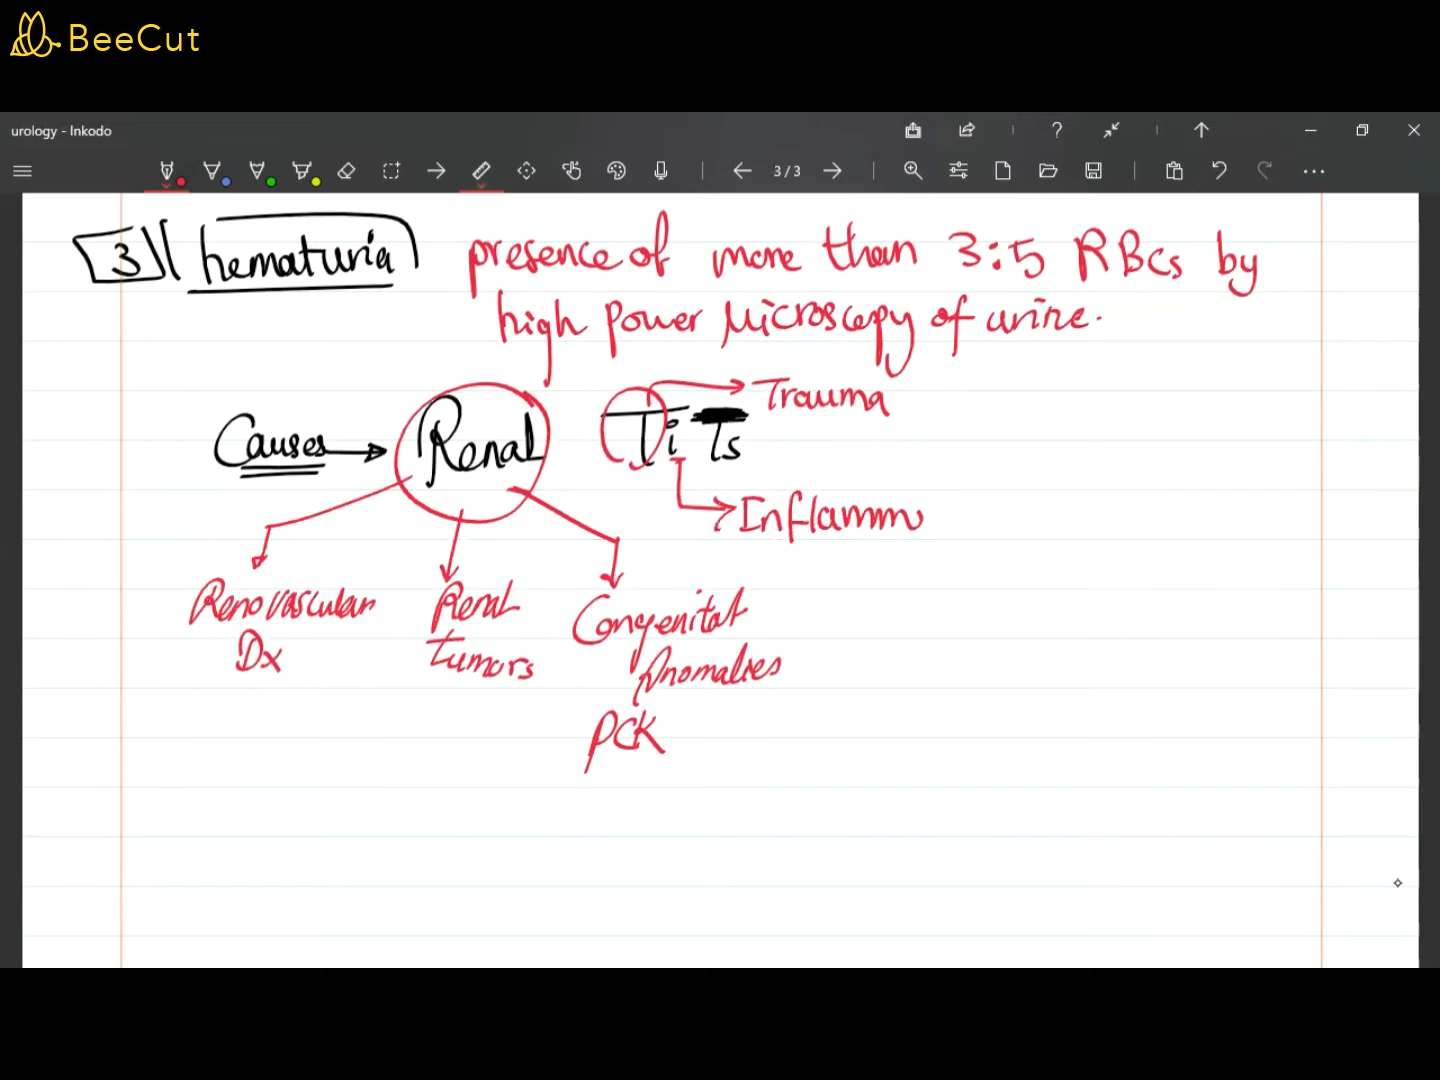 BeeCut
urology - Inkodo
3/3
3 hematuria presence of more than 3:5 RBCs by
high power Microscopy of urine.
Causes → Renal TiTs
Trauma
Inflamm
Renovascular Dx
Renal tumors
Congenital Anomalies
PCK